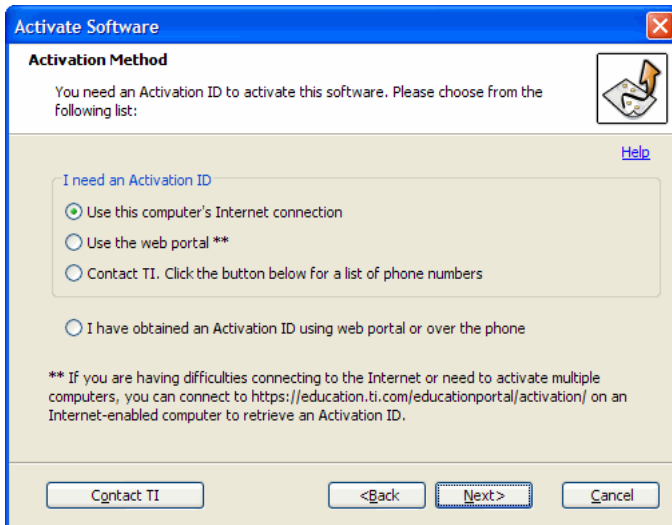 Activate Software
Activation Method
You need an Activation ID to activate this software. Please choose from the
following list:
Help
I need an Activation ID
Use this computer's Internet connection
Use the web portal **
Contact TI. Click the button below for a list of phone numbers
I have obtained an Activation ID using web portal or over the phone
** If you are having difficulties connecting to the Internet or need to activate multiple
computers, you can connect to https://education.ti.com/educationportal/activation/ on an
Internet-enabled computer to retrieve an Activation ID.
Contact TI <Back Next> Cancel